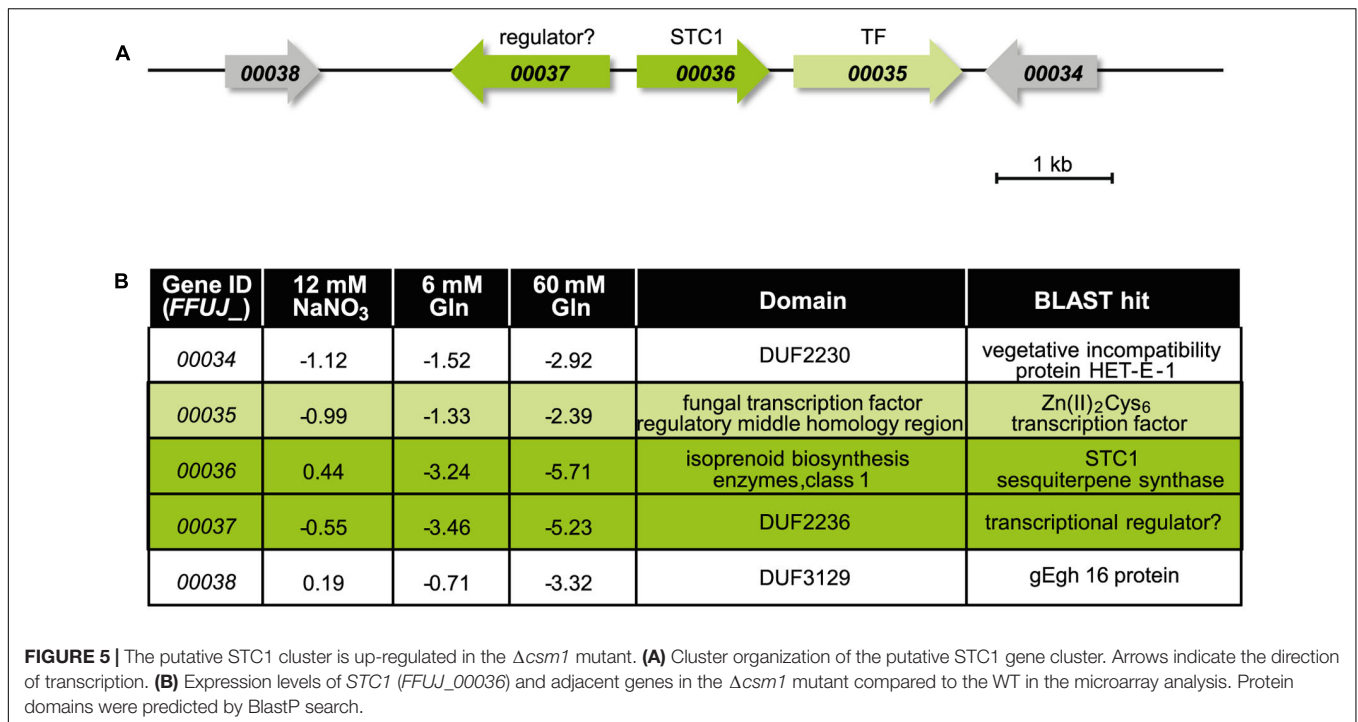 A
regulator? STC1 TF
00038 00037 00036 00035 00034
1 kb
B
Gene ID (FFUJ_) 12 mM NaNO₃ 6 mM Gln 60 mM Gln Domain BLAST hit
00034 -1.12 -1.52 -2.92 DUF2230 vegetative incompatibility protein HET-E-1
00035 -0.99 -1.33 -2.39 fungal transcription factor regulatory middle homology region Zn(II)₂Cys₆ transcription factor
00036 0.44 -3.24 -5.71 isoprenoid biosynthesis enzymes,class 1 STC1 sesquiterpene synthase
00037 -0.55 -3.46 -5.23 DUF2236 transcriptional regulator?
00038 0.19 -0.71 -3.32 DUF3129 gEgh 16 protein
FIGURE 5 | The putative STC1 cluster is up-regulated in the Δcsm1 mutant. (A) Cluster organization of the putative STC1 gene cluster. Arrows indicate the direction
of transcription. (B) Expression levels of STC1 (FFUJ_00036) and adjacent genes in the Δcsm1 mutant compared to the WT in the microarray analysis. Protein
domains were predicted by BlastP search.